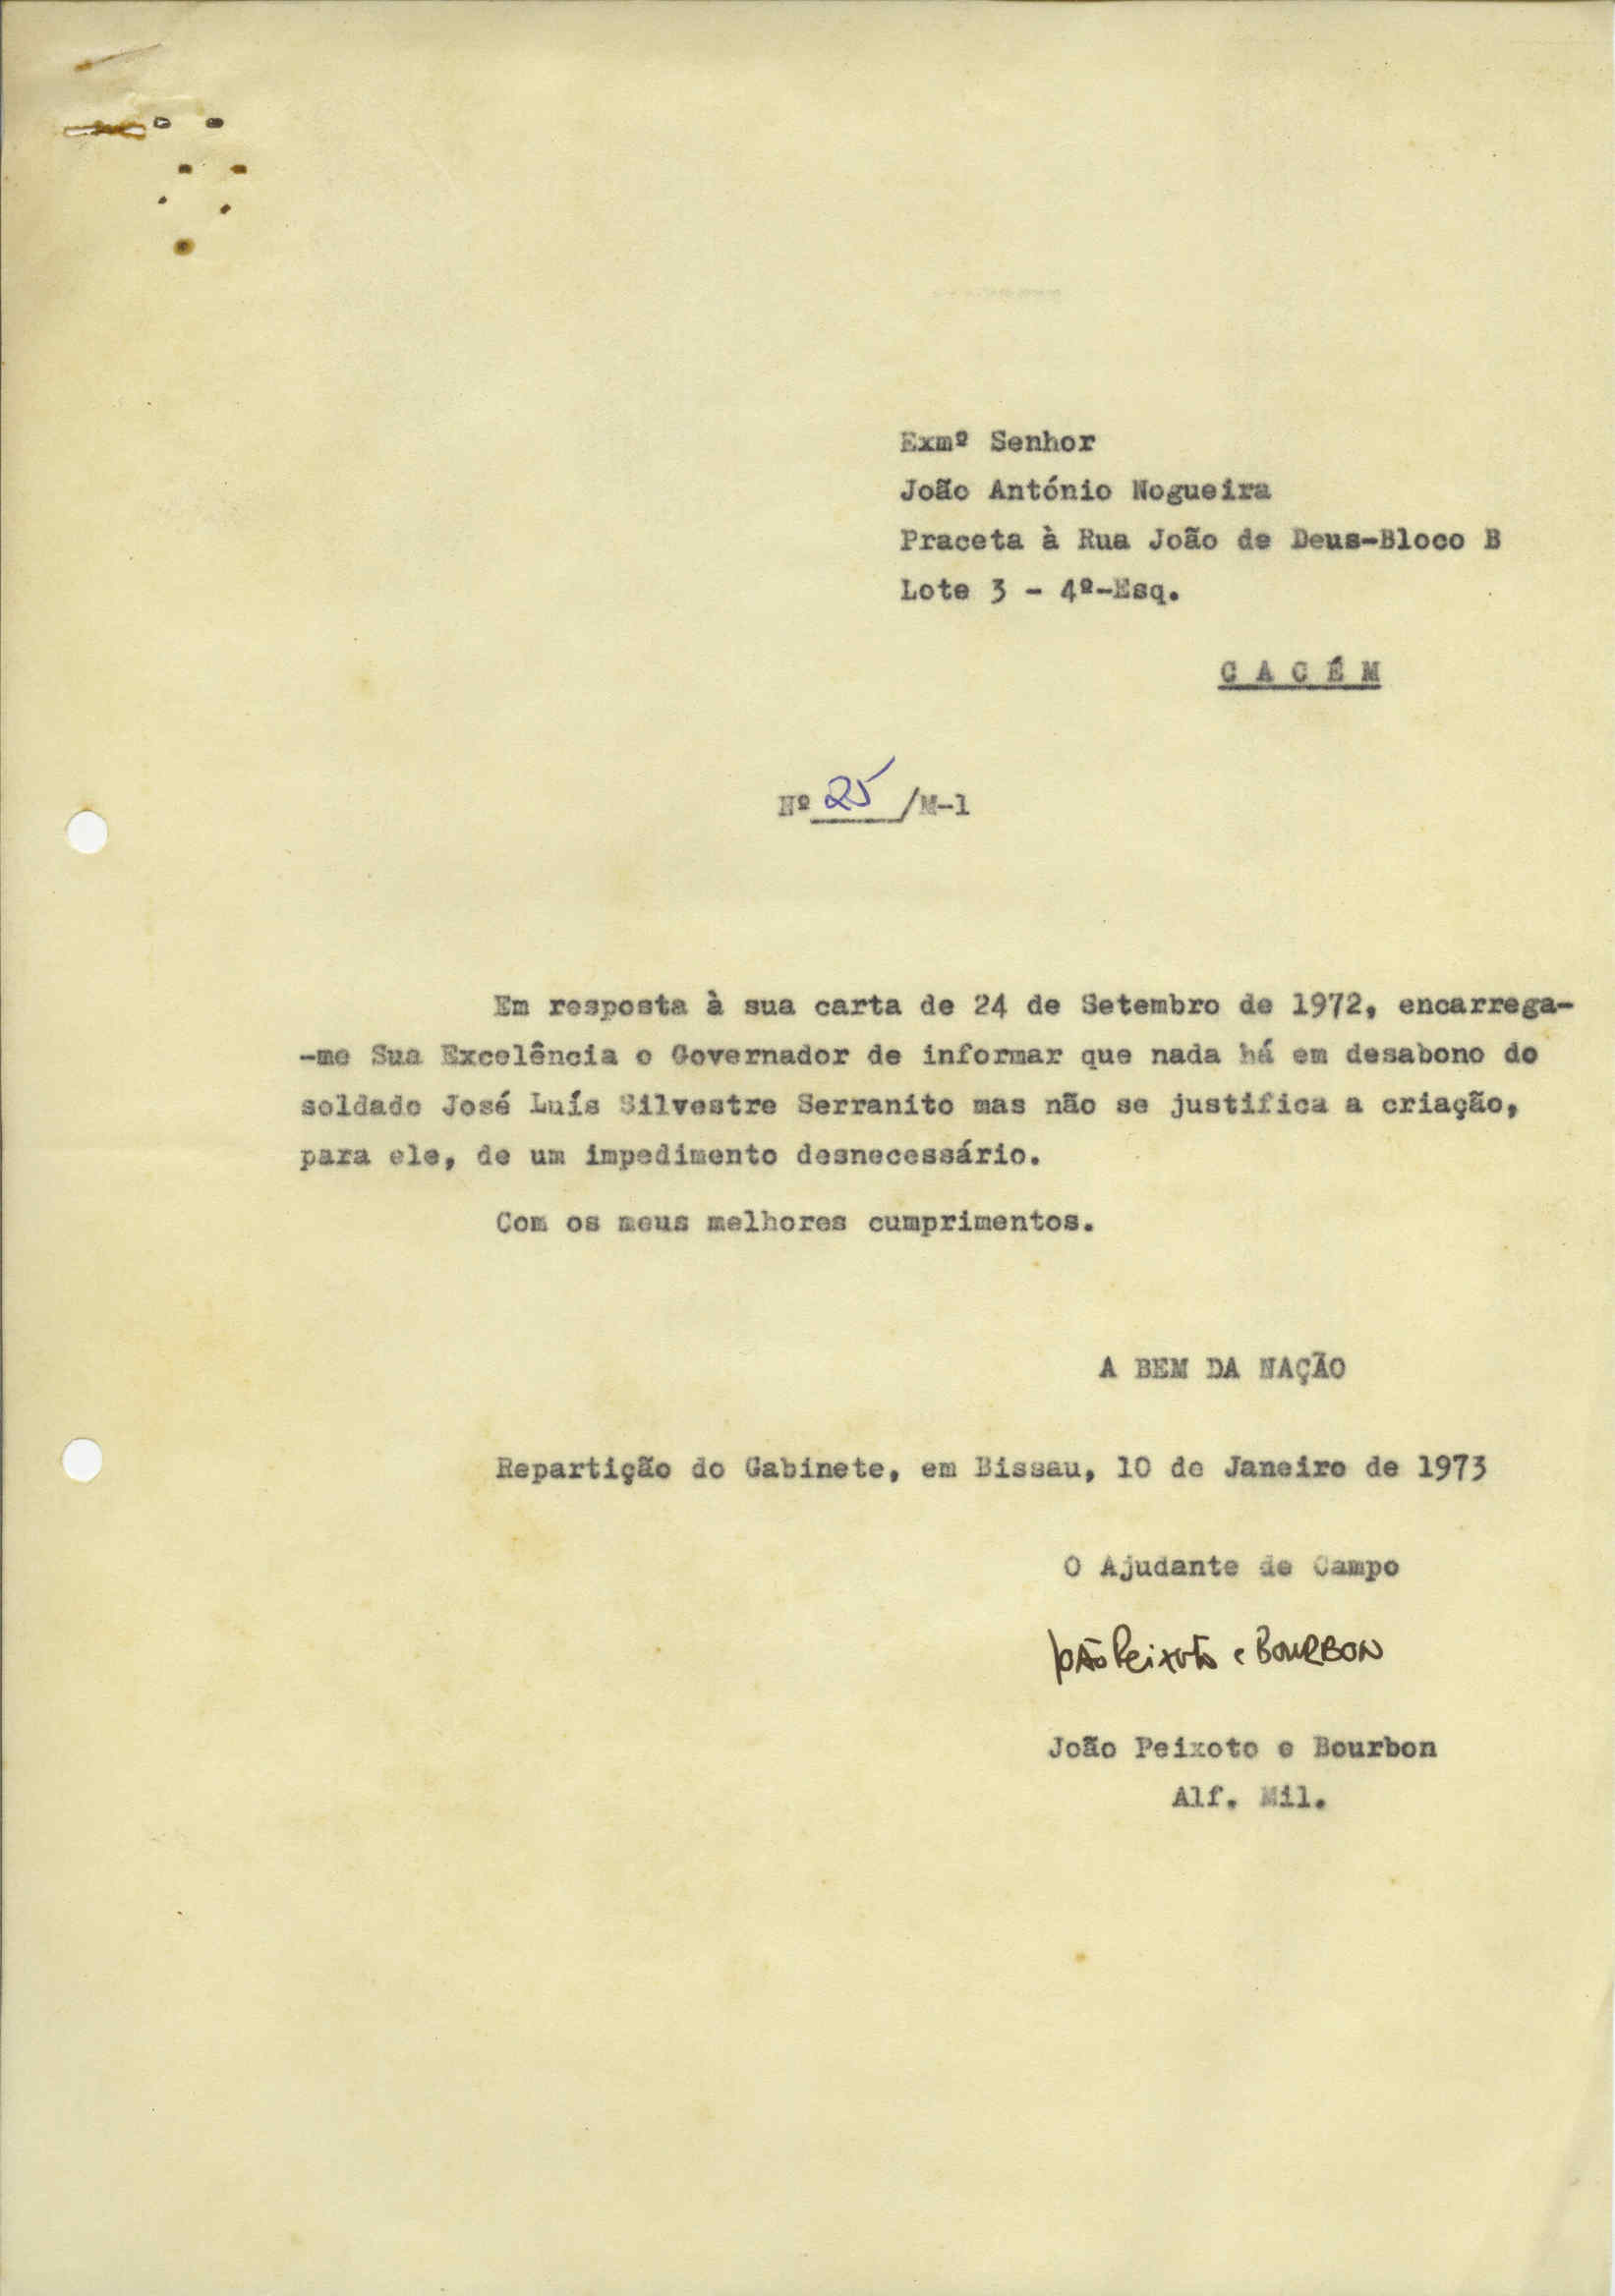 Exmº Senhor
João António Nogueira
Praceta à Rua João de Deus-Bloco B
Lote 3 - 4º-Esq.
C A C É M
Nº 25 /M-1
Em resposta à sua carta de 24 de Setembro de 1972, encarrega-
-me Sua Excelência o Governador de informar que nada há em desabono do
soldado José Luís Silvestre Serranito mas não se justifica a criação,
para ele, de um impedimento desnecessário.
Com os meus melhores cumprimentos.
A BEM DA NAÇÃO
Repartição do Gabinete, em Bissau, 10 de Janeiro de 1973
O Ajudante de Campo
João Peixoto e BOURBON
João Peixoto e Bourbon
Alf. Mil.